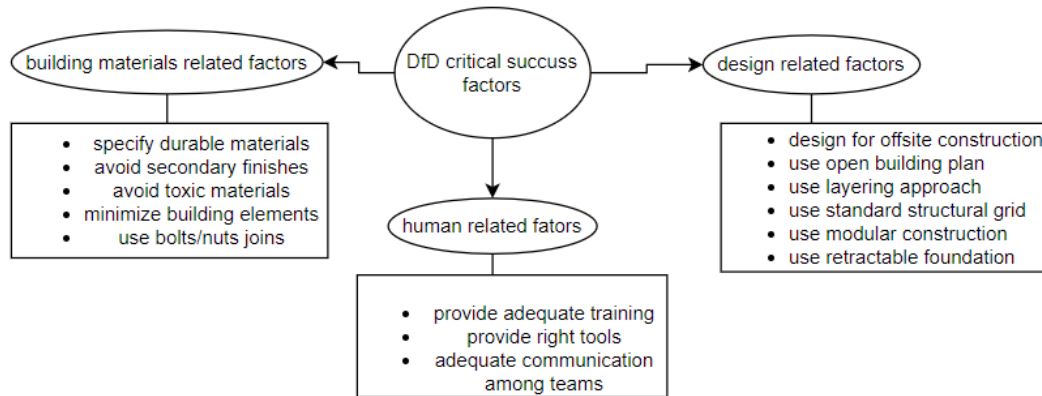 DfD critical succuss
factors
building materials related factors
• specify durable materials
• avoid secondary finishes
• avoid toxic materials
• minimize building elements
• use bolts/nuts joins
human related fators
• provide adequate training
• provide right tools
• adequate communication
among teams
design related factors
• design for offsite construction
• use open building plan
• use layering approach
• use standard structural grid
• use modular construction
• use retractable foundation